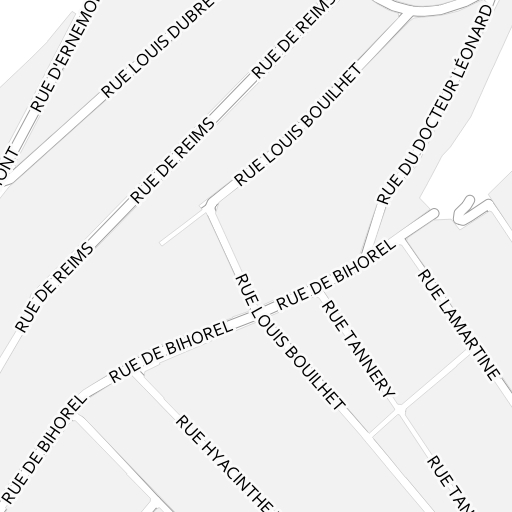 RUE D'ERNEMO
RUE LOUIS DUBRE
RUE DE REIMS
RUE LOUIS BOUILHET
RUE DU DOCTEUR LÉONARD
RUE DE REIMS
ONT
RUE DE REIMS
RUE DE BIHOREL
RUE LOUIS BOUILHET
RUE LAMARTINE
RUE TANNERY
RUE DE BIHOREL
RUE DE BIHOREL
RUE HYACINTHE
RUE TAN